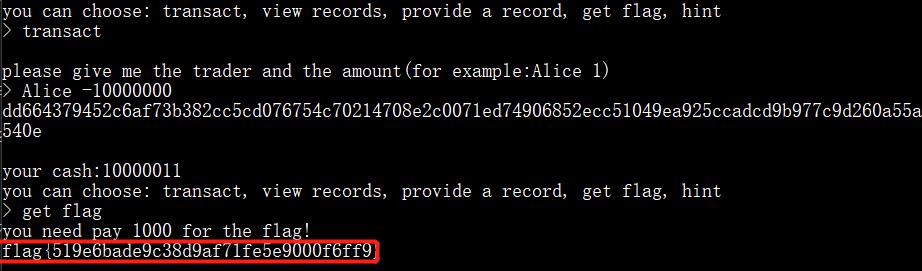 you can choose: transact, view records, provide a record, get flag, hint
> transact
please give me the trader and the amount(for example:Alice 1)
> Alice -10000000
dd664379452c6af73b382cc5cd076754c70214708e2c0071ed74906852ecc51049ea925ccadcd9b977c9d260a55a
540e
your cash:10000011
you can choose: transact, view records, provide a record, get flag, hint
> get flag
you need pay 1000 for the flag!
flag{519e6bade9c38d9af71fe5e9000f6ff9}